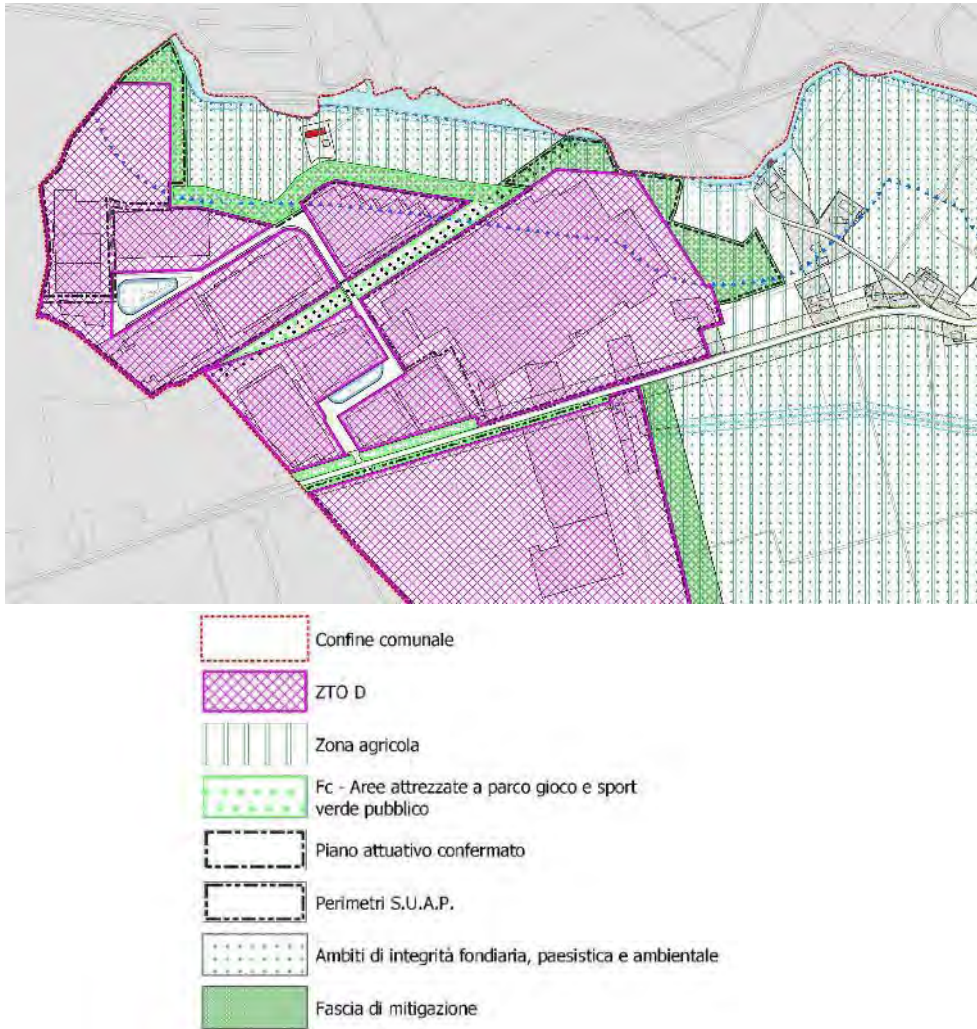 Confine comunale
ZTO D
Zona agricola
Fc - Aree attrezzate a parco gioco e sport
verde pubblico
Piano attuativo confermato
Perimetri S.U.A.P.
Ambiti di integrità fondiaria, paesistica e ambientale
Fascia di mitigazione